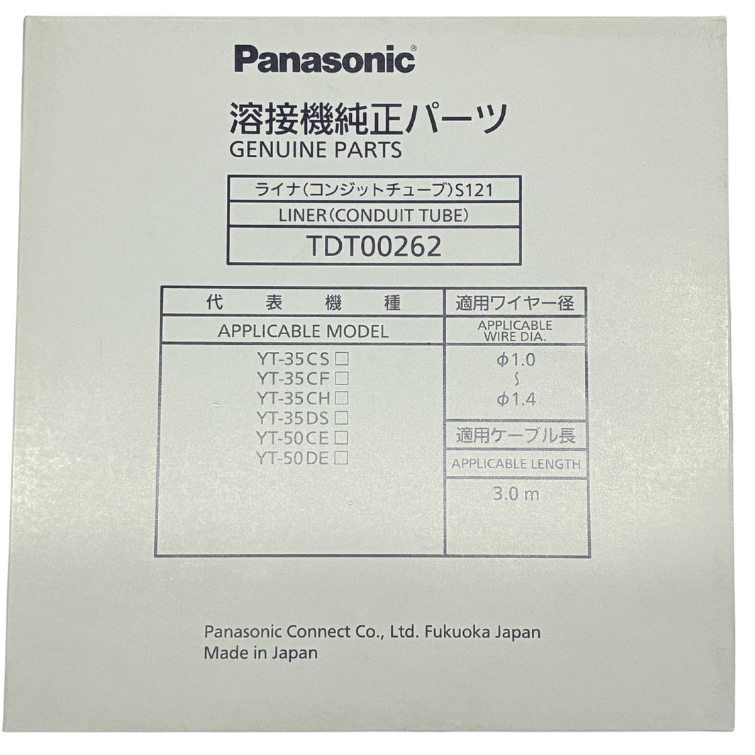 Panasonic®
溶接機純正パーツ
GENUINE PARTS
ライナ(コンジットチューブ)S121
LINER(CONDUIT TUBE)
TDT00262
代表機種
APPLICABLE MODEL
YT-35CS□
YT-35CF□
YT-35CH□
YT-35DS□
YT-50CE□
YT-50DE□
適用ワイヤー径
APPLICABLE
WIRE DIA.
φ1.0
~
φ1.4
適用ケーブル長
APPLICABLE LENGTH
3.0 m
Panasonic Connect Co., Ltd. Fukuoka Japan
Made in Japan